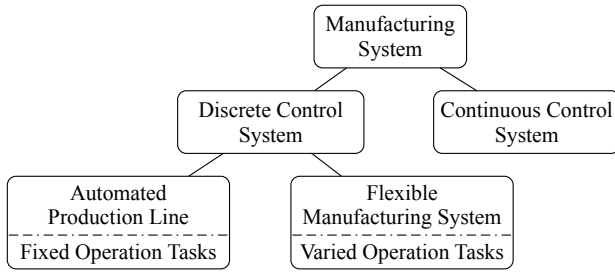 Manufacturing
System
Discrete Control
System
Continuous Control
System
Automated
Production Line
Fixed Operation Tasks
Flexible
Manufacturing System
Varied Operation Tasks